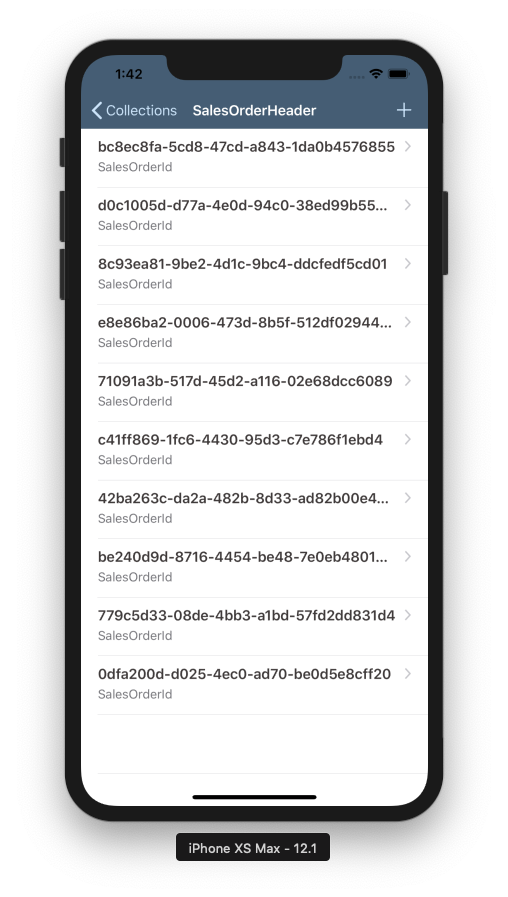 1:42
Collections SalesOrderHeader +
bc8ec8fa-5cd8-47cd-a843-1da0b4576855
SalesOrderId
d0c1005d-d77a-4e0d-94c0-38ed99b55...
SalesOrderId
8c93ea81-9be2-4d1c-9bc4-ddcfedf5cd01
SalesOrderId
e8e86ba2-0006-473d-8b5f-512df02944...
SalesOrderId
71091a3b-517d-45d2-a116-02e68dcc6089
SalesOrderId
c41ff869-1fc6-4430-95d3-c7e786f1ebd4
SalesOrderId
42ba263c-da2a-482b-8d33-ad82b00e4...
SalesOrderId
be240d9d-8716-4454-be48-7e0eb4801...
SalesOrderId
779c5d33-08de-4bb3-a1bd-57fd2dd831d4
SalesOrderId
0dfa200d-d025-4ec0-ad70-be0d5e8cff20
SalesOrderId
iPhone XS Max - 12.1